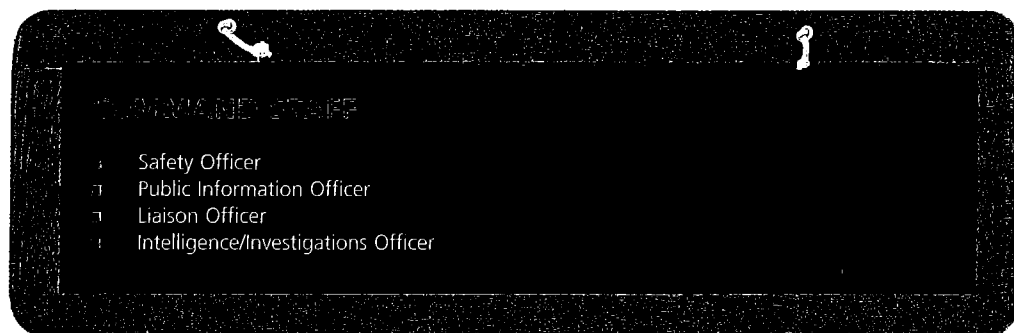 COMMAND STAFF
Safety Officer
Public Information Officer
Liaison Officer
Intelligence/Investigations Officer